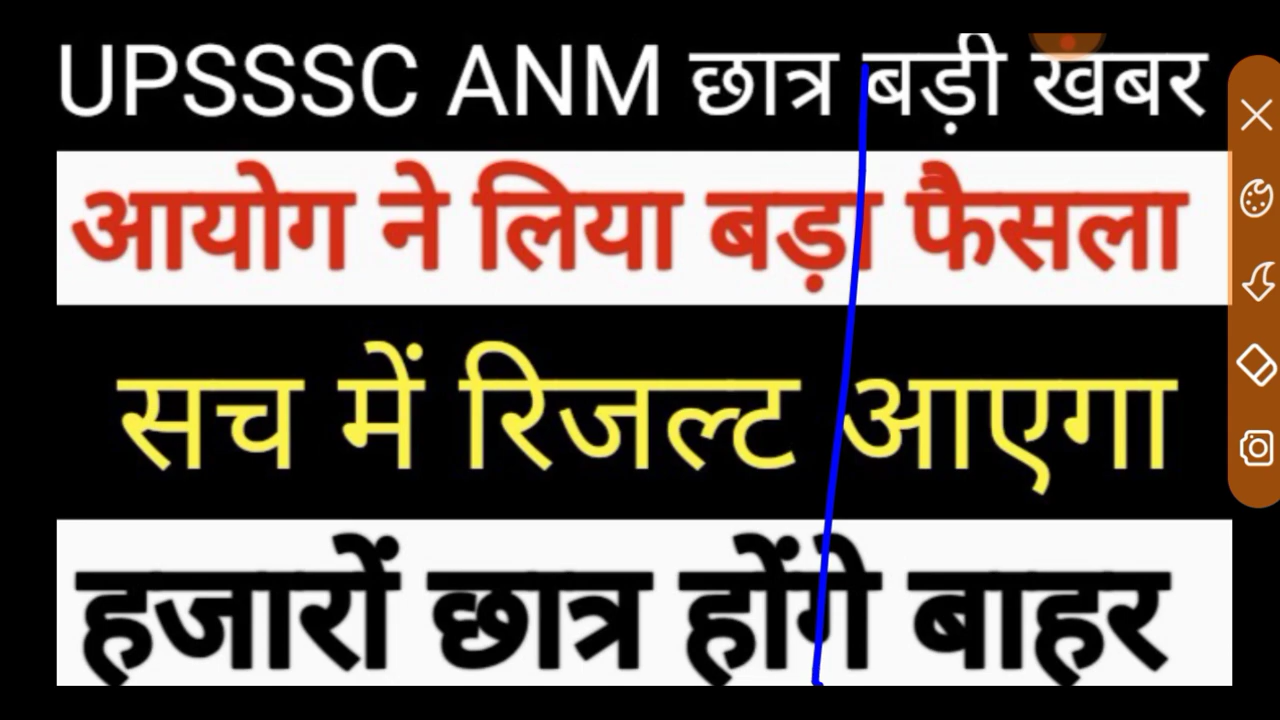 UPSSSC ANM छात्र बड़ी खबर
आयोग ने लिया बड़ा फैसला
सच में रिजल्ट आएगा
हजारों छात्र होंगे बाहर